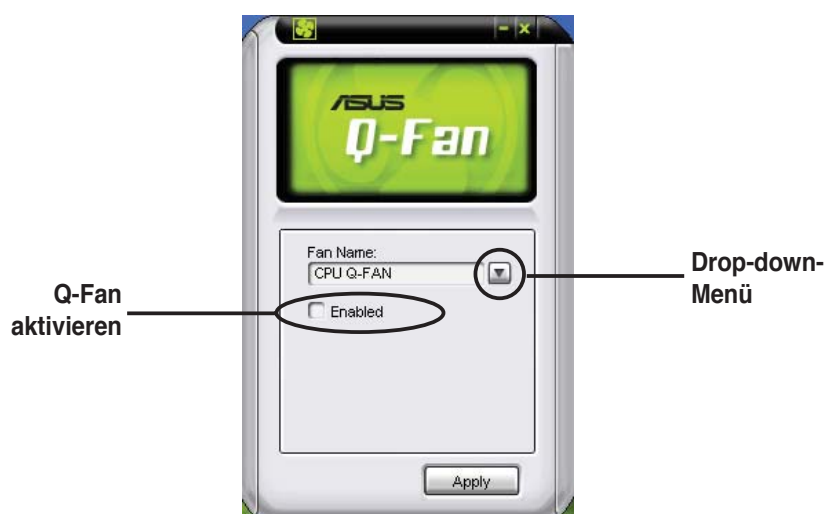 ASUS
Q-Fan
Fan Name:
CPU Q-FAN
Enabled
Apply
Q-Fan
aktivieren
Drop-down-
Menü